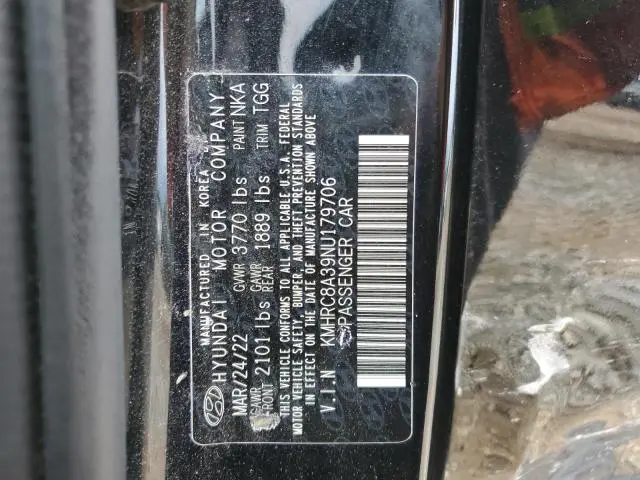 MANUFACTURED IN KOREA
HYUNDAI MOTOR COMPANY
MAR/24/22 GVWR 3770 lbs PAINT NKA
GAWR FRONT 2101 lbs GAWR REAR 1889 lbs TRIM TGG
THIS VEHICLE CONFORMS TO ALL APPLICABLE U.S.A. FEDERAL
MOTOR VEHICLE SAFETY, BUMPER, AND THEFT PREVENTION STANDARDS
IN EFFECT ON THE DATE OF MANUFACTURE SHOWN ABOVE
V.I.N KMHRC8A39NU179706
PASSENGER CAR